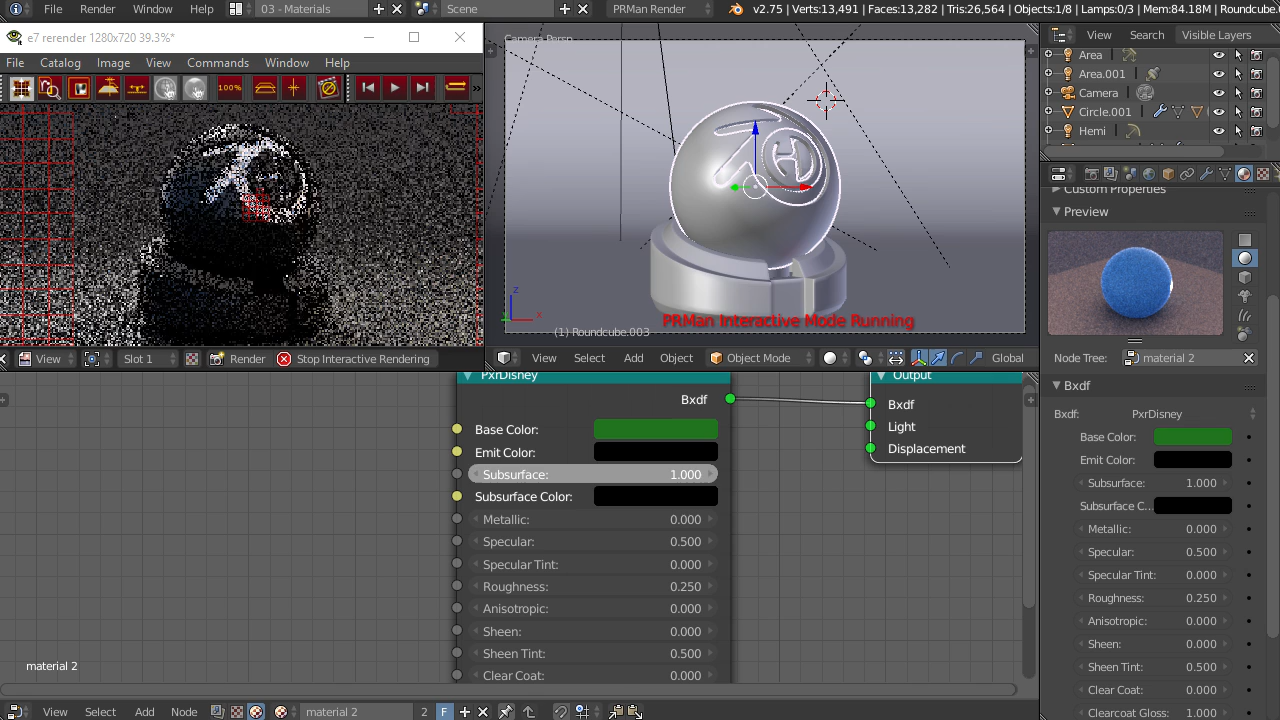 File Render Window Help 03 - Materials Scene PRMan Render v2.75 | Verts:13,491 | Faces:13,282 | Tris:26,564 | Objects:1/8 | Lamps:0/3 | Mem:84.18M | Roundcube.
e7 rerender 1280x720 39.3%*
File Catalog Image View Commands Window Help
100%
»
Camera Persp
(1) Roundcube.003
PRMan Interactive Mode Running
z
x
View Slot 1 Render Stop Interactive Rendering
View Select Add Object Object Mode Global
View Search Visible Layers
Area
Area.001
Camera
Circle.001
Hemi
Custom Properties
Preview
Node Tree: material 2
Bxdf
Bxdf: PxrDisney
Base Color:
Emit Color:
Subsurface: 1.000
Subsurface C...
Metallic: 0.000
Specular: 0.500
Specular Tint: 0.000
Roughness: 0.250
Anisotropic: 0.000
Sheen: 0.000
Sheen Tint: 0.500
Clear Coat: 0.000
Clearcoat Gloss: 1.000
PxrDisney
Bxdf
Base Color:
Emit Color:
Subsurface: 1.000
Subsurface Color:
Metallic: 0.000
Specular: 0.500
Specular Tint: 0.000
Roughness: 0.250
Anisotropic: 0.000
Sheen: 0.000
Sheen Tint: 0.500
Clear Coat: 0.000
Output
Bxdf
Light
Displacement
material 2
View Select Add Node material 2 2 F